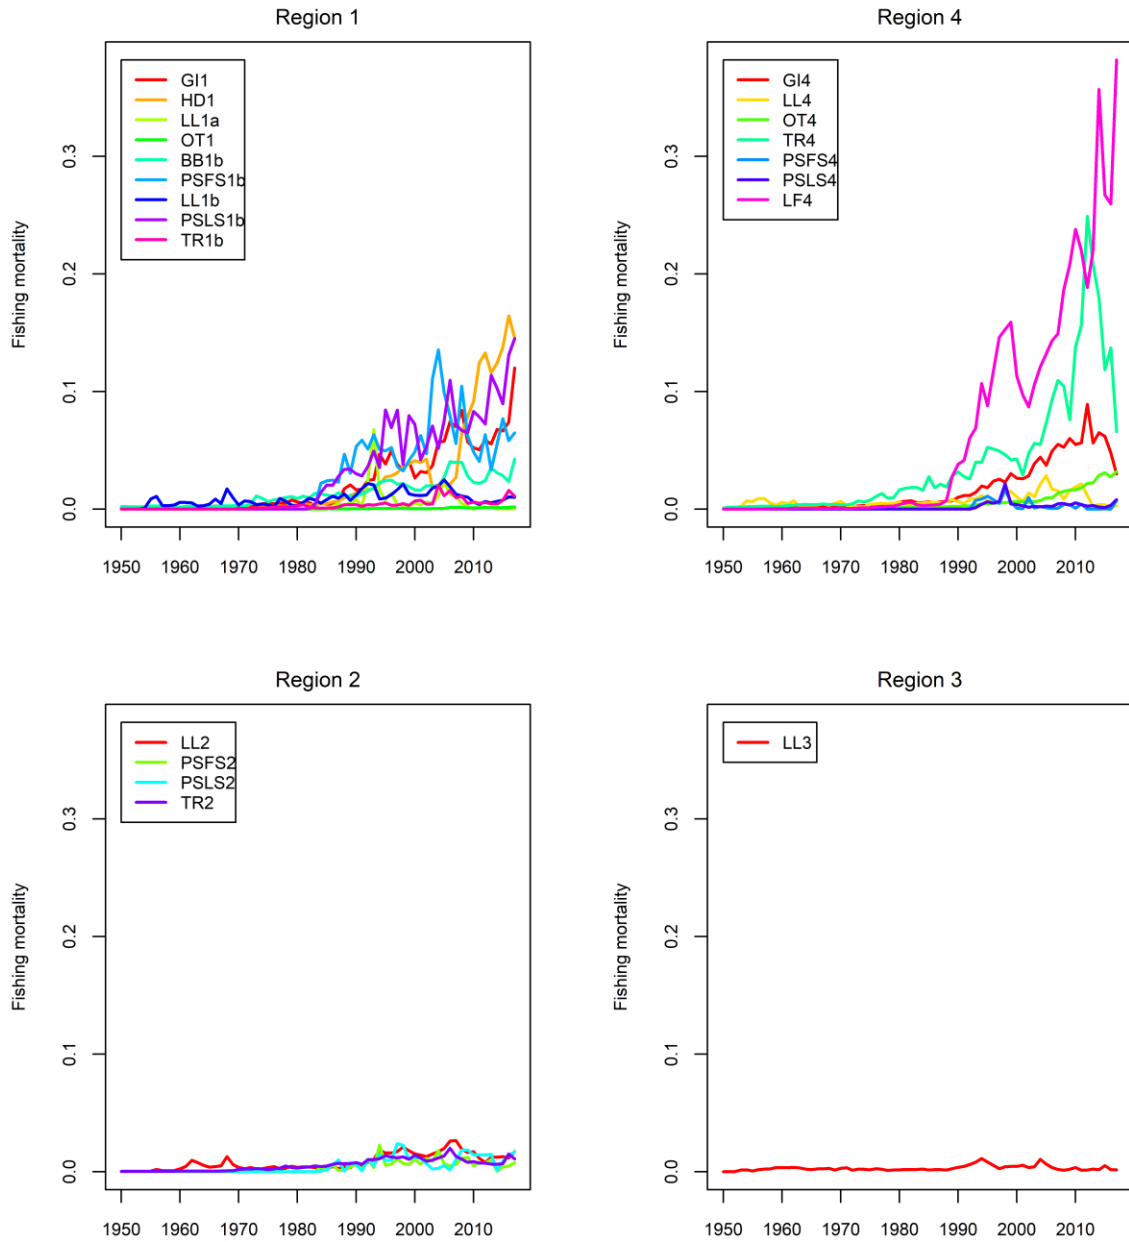 Region 1
Fishing mortality
0.3
0.2
0.1
0.0
GI1
HD1
LL1a
OT1
BB1b
PSFS1b
LL1b
PSLS1b
TR1b
1950 1960 1970 1980 1990 2000 2010
Region 4
Fishing mortality
0.3
0.2
0.1
0.0
GI4
LL4
OT4
TR4
PSFS4
PSLS4
LF4
1950 1960 1970 1980 1990 2000 2010
Region 2
Fishing mortality
0.3
0.2
0.1
0.0
LL2
PSFS2
PSLS2
TR2
1950 1960 1970 1980 1990 2000 2010
Region 3
Fishing mortality
0.3
0.2
0.1
0.0
LL3
1950 1960 1970 1980 1990 2000 2010